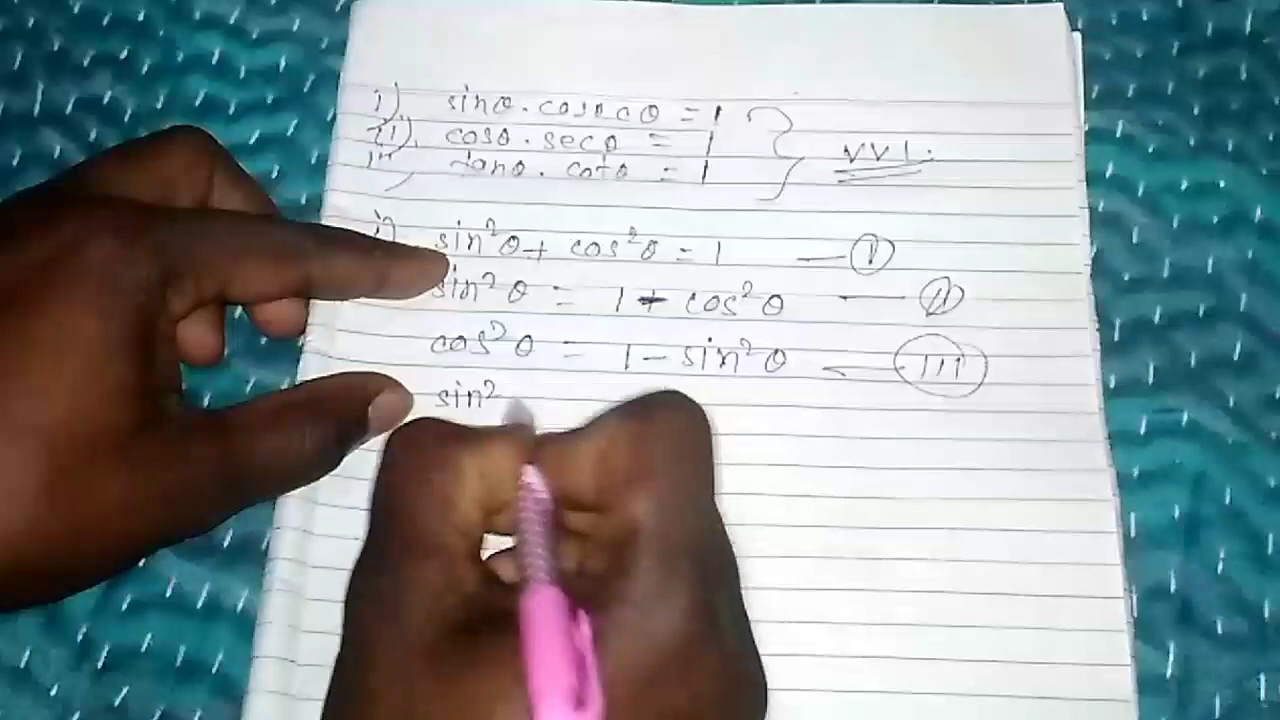 i) sinθ . cosecθ = 1
ii). cosθ . secθ = 1
iii) tanθ . cotθ = 1
VVI.
i) sin²θ + cos²θ = 1 — I
sin²θ = 1 - cos²θ — II
cos²θ = 1 - sin²θ — III
sin²